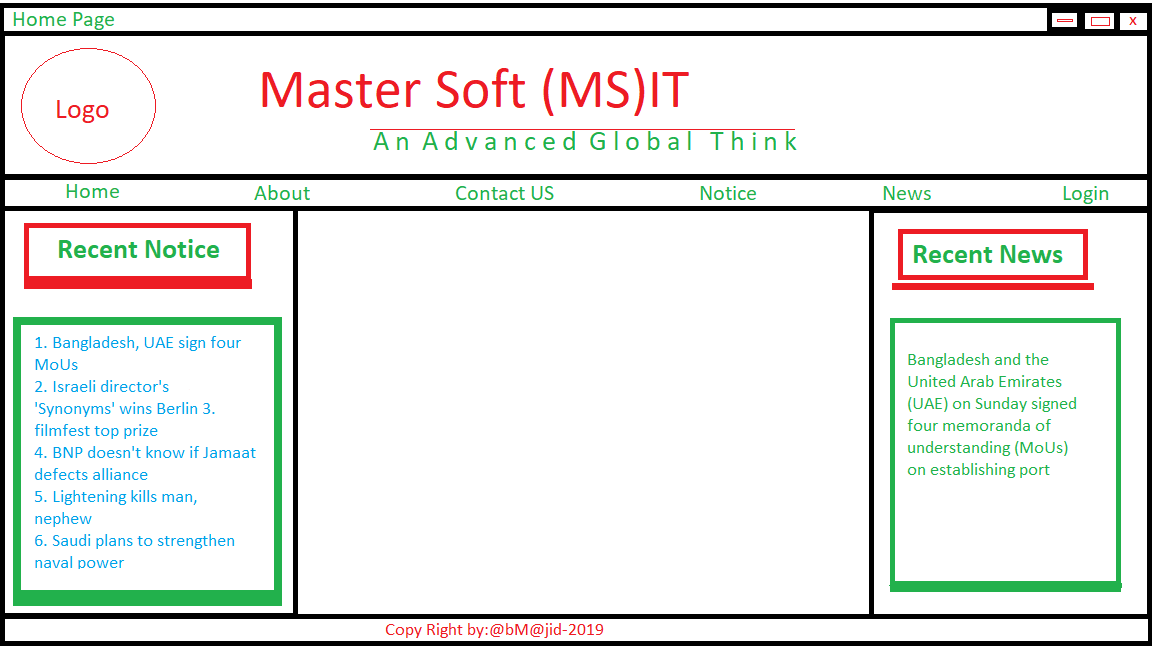 Home Page
x
Logo
Master Soft (MS)IT
An Advanced Global Think
Home About Contact US Notice News Login
Recent Notice
1. Bangladesh, UAE sign four
MoUs
2. Israeli director's
'Synonyms' wins Berlin 3.
filmfest top prize
4. BNP doesn't know if Jamaat
defects alliance
5. Lightening kills man,
nephew
6. Saudi plans to strengthen
naval power
Recent News
Bangladesh and the
United Arab Emirates
(UAE) on Sunday signed
four memoranda of
understanding (MoUs)
on establishing port
Copy Right by:@bM@jid-2019